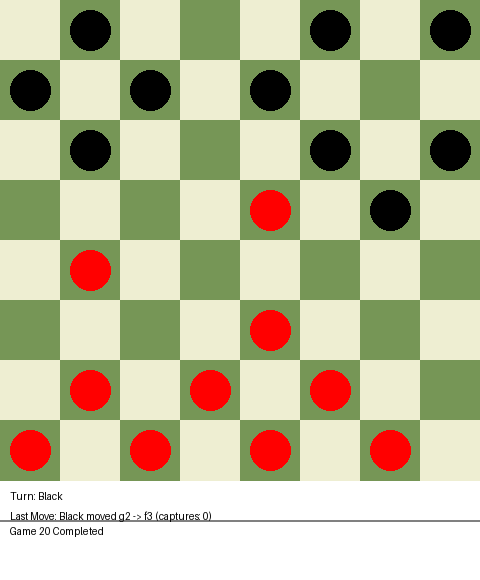 Turn: Black
Last Move: Black moved g2 -> f3 (captures: 0)
Game 20 Completed